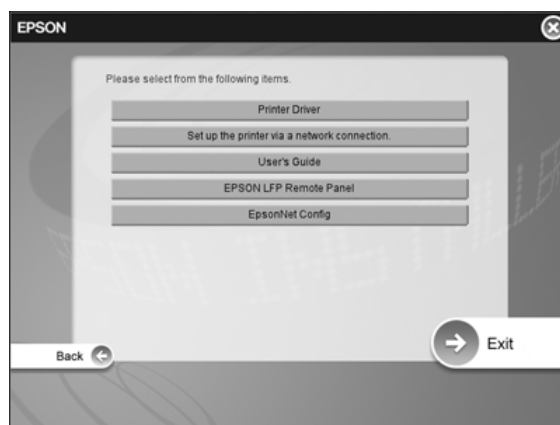 EPSON
Please select from the following items.
Printer Driver
Set up the printer via a network connection.
User's Guide
EPSON LFP Remote Panel
EpsonNet Config
Back
Exit